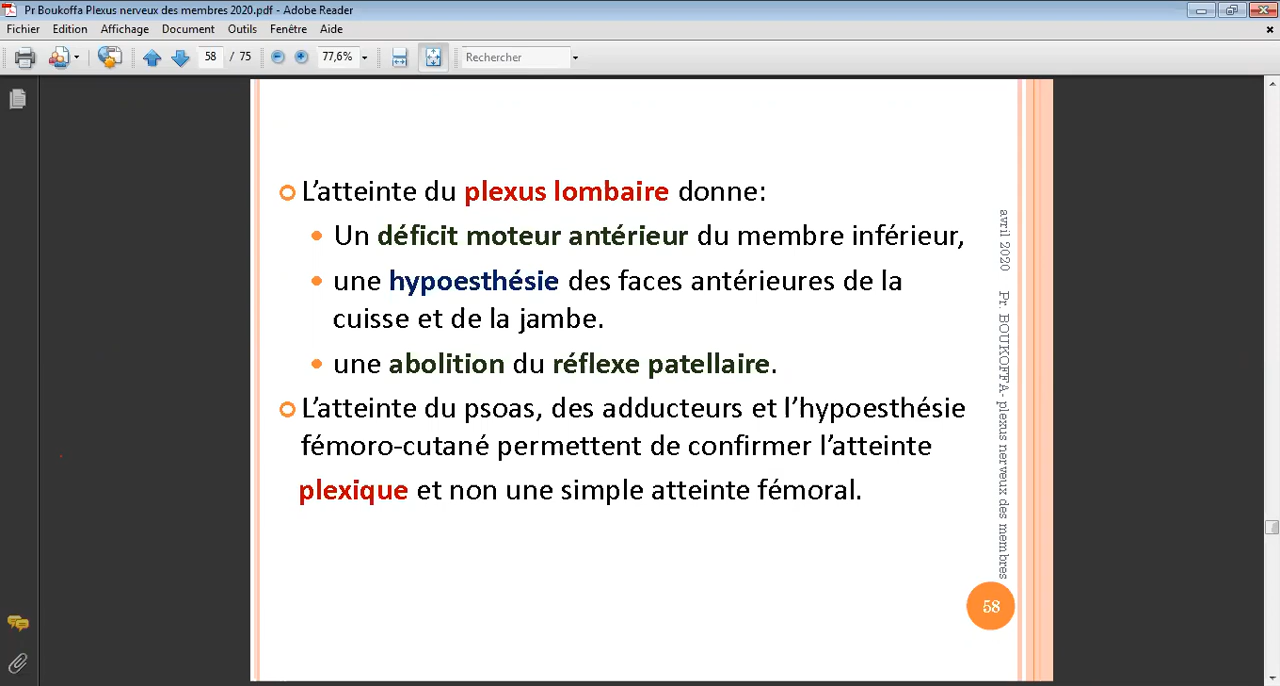 Pr Boukoffa Plexus nerveux des membres 2020.pdf - Adobe Reader
Fichier Edition Affichage Document Outils Fenêtre Aide
58 / 75 77,6% Rechercher
L'atteinte du plexus lombaire donne:
Un déficit moteur antérieur du membre inférieur,
une hypoesthésie des faces antérieures de la
cuisse et de la jambe.
une abolition du réflexe patellaire.
L'atteinte du psoas, des adducteurs et l'hypoesthésie
fémoro-cutané permettent de confirmer l'atteinte
plexique et non une simple atteinte fémoral.
avril 2020 Pr. BOUKOFFA- plexus nerveux des membres
58